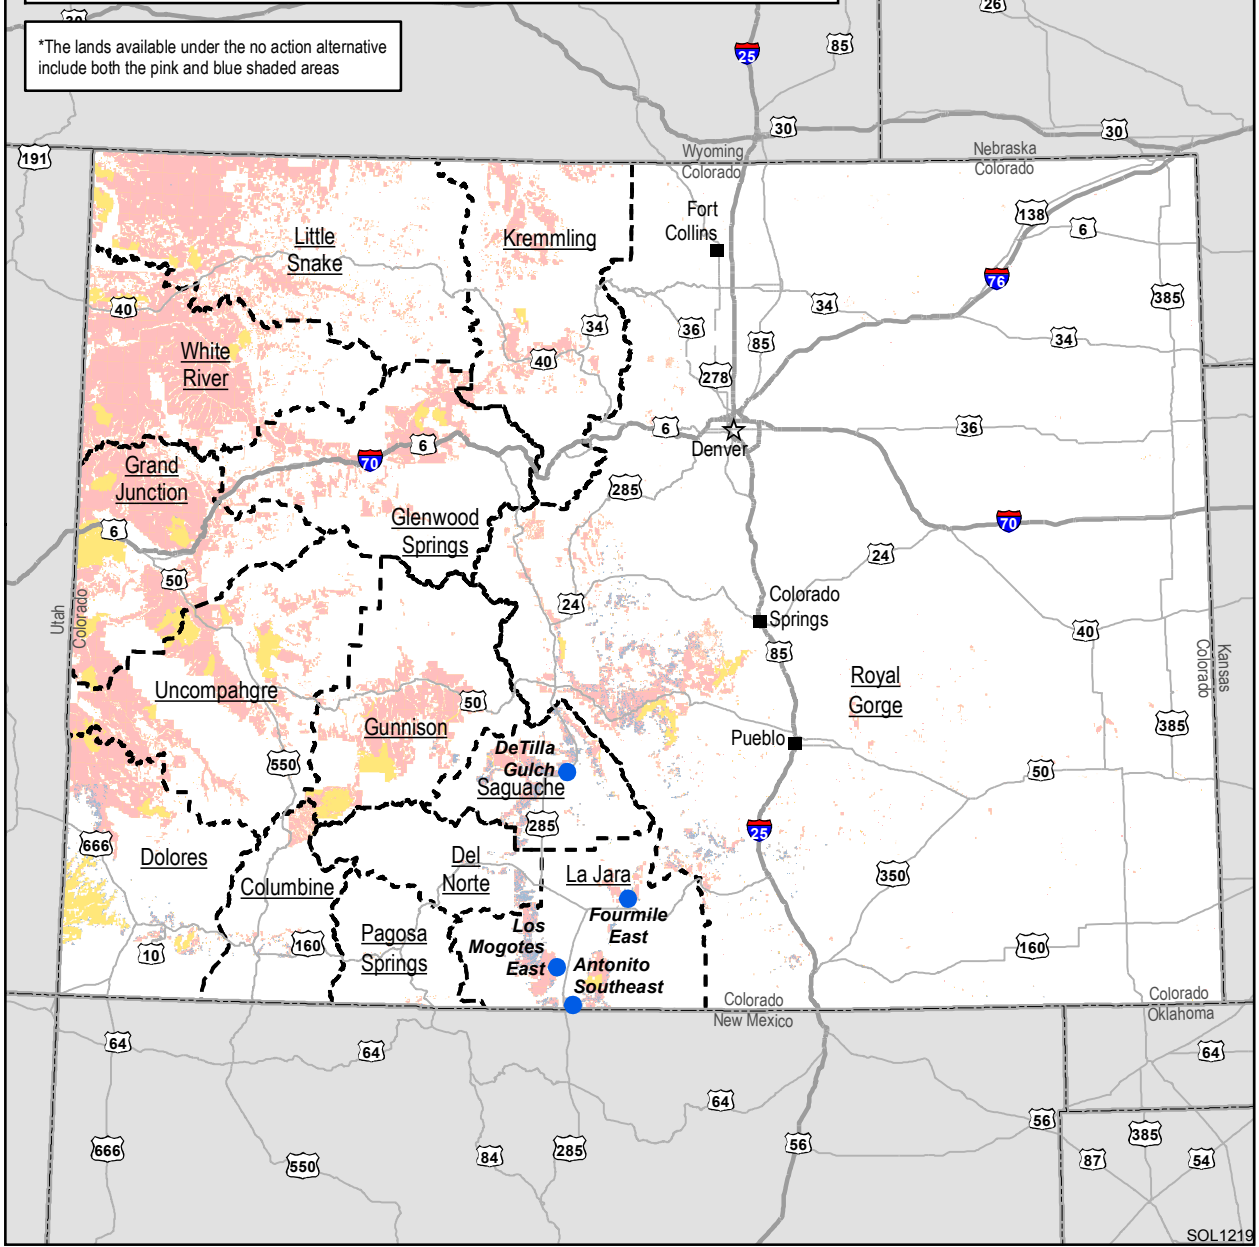 30
26
*The lands available under the no action alternative
include both the pink and blue shaded areas
25
85
30
30
191
Wyoming
Colorado
Nebraska
Colorado
Fort
Collins
138
6
Little
Snake
Kremmling
76
385
40
34
36
34
85
34
White
River
40
278
6
6
36
Denver
70
Grand
Junction
285
Glenwood
Springs
6
70
24
50
Utah
Colorado
24
Colorado
Springs
40
85
Kansas
Colorado
Uncompahgre
Royal
Gorge
50
Gunnison
385
Pueblo
DeTilla
Gulch
550
50
Saguache
285
25
666
Dolores
Del
Norte
La Jara
350
Columbine
Fourmile
East
Los
Mogotes
East
Pagosa
Springs
160
160
10
Antonito
Southeast
Colorado
New Mexico
Colorado
Oklahoma
64
64
64
64
56
56
385
666
550
84
285
87
54
SOL1219